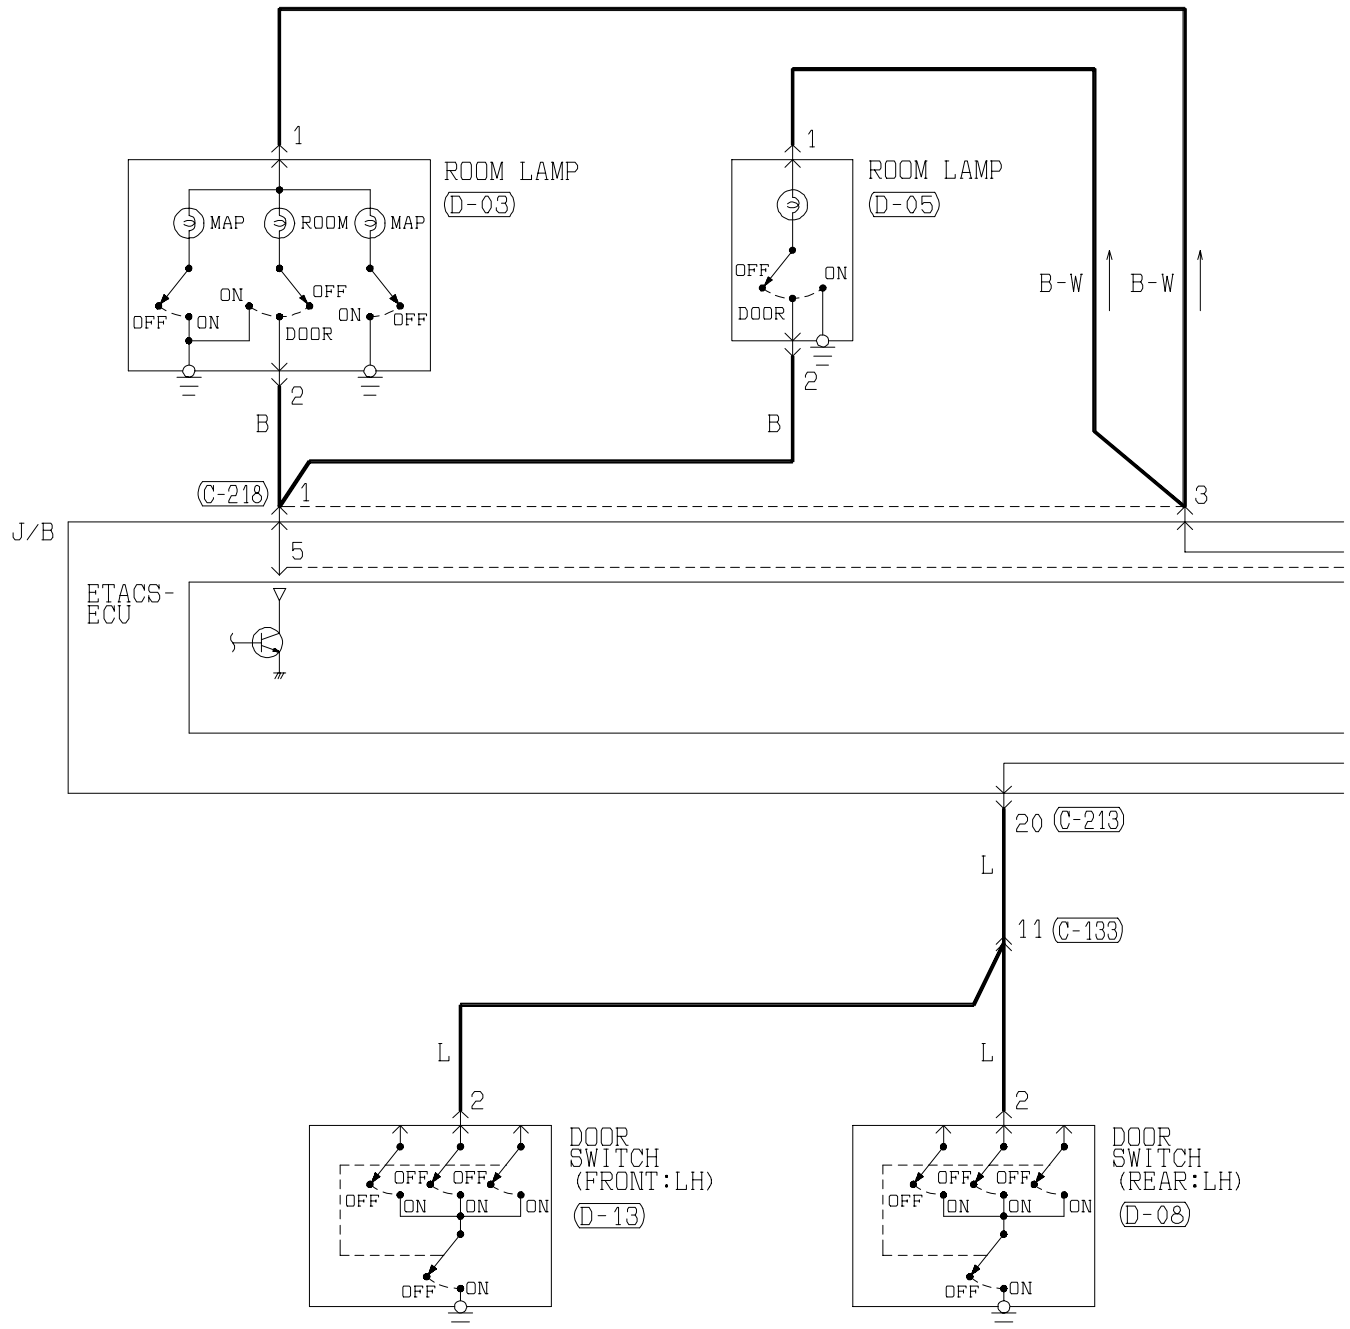 1
ROOM LAMP
(D-03)
MAP
ROOM
MAP
ON
OFF
OFF
ON
DOOR
ON
OFF
2
B
1
ROOM LAMP
(D-05)
OFF
ON
DOOR
2
B
B-W
B-W
(C-218)
1
3
J/B
5
ETACS-
ECU
20 (C-213)
L
11 (C-133)
L
L
2
OFF
OFF
OFF
ON
ON
ON
OFF
ON
DOOR
SWITCH
(FRONT:LH)
(D-13)
2
OFF
OFF
OFF
ON
ON
ON
OFF
ON
DOOR
SWITCH
(REAR:LH)
(D-08)